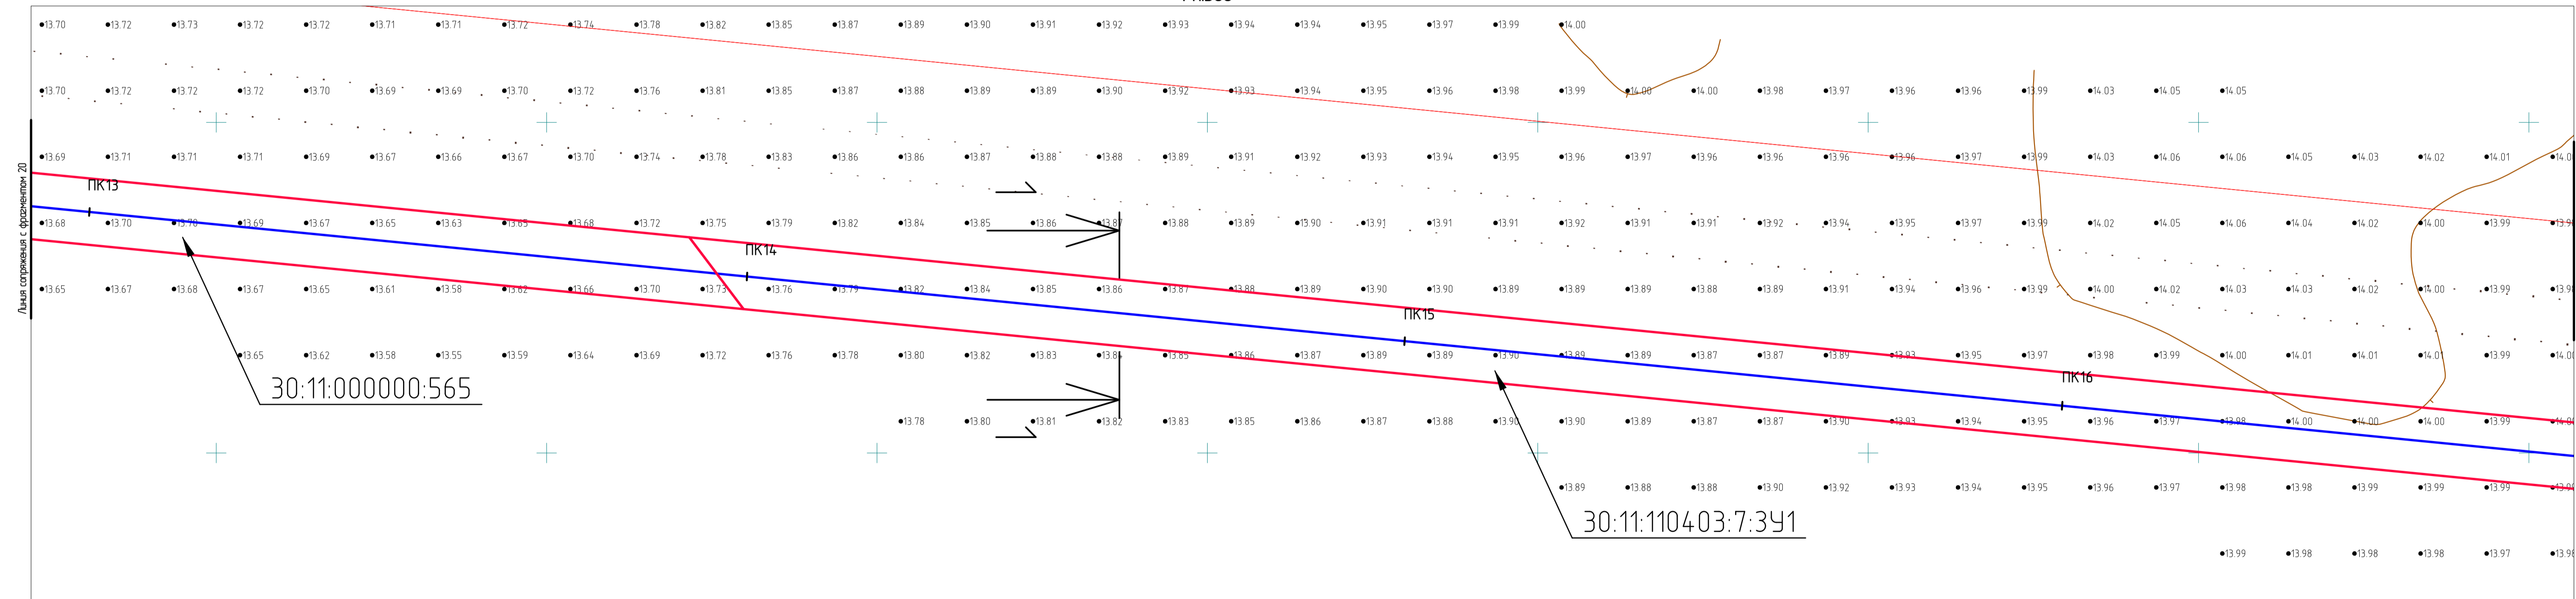 13.70 13.72 13.73 13.72 13.72 13.71 13.71 13.72 13.74 13.78 13.82 13.85 13.87 13.89 13.90 13.91 13.92 13.93 13.94 13.94 13.95 13.97 13.99 14.00
13.70 13.72 13.72 13.72 13.70 13.69 13.69 13.70 13.72 13.76 13.81 13.85 13.87 13.88 13.89 13.89 13.90 13.92 13.93 13.94 13.95 13.96 13.98 13.99 14.00 14.00 13.98 13.97 13.96 13.96 13.99 14.03 14.05 14.05
13.69 13.71 13.71 13.71 13.69 13.67 13.66 13.67 13.70 13.74 13.78 13.83 13.86 13.86 13.87 13.88 13.88 13.89 13.91 13.92 13.93 13.94 13.95 13.96 13.97 13.96 13.96 13.96 13.96 13.97 13.99 14.03 14.06 14.06 14.05 14.03 14.02 14.01
Линия сопряжения с фрагментом 20
ПК13
13.68 13.70 13.70 13.69 13.67 13.65 13.63 13.65 13.68 13.72 13.75 13.79 13.82 13.84 13.85 13.86 13.87 13.88 13.89 13.90 13.91 13.91 13.91 13.92 13.91 13.91 13.92 13.94 13.95 13.97 13.99 14.02 14.05 14.06 14.04 14.02 14.00 13.99
ПК14
13.65 13.67 13.68 13.67 13.65 13.61 13.58 13.62 13.66 13.70 13.73 13.76 13.79 13.82 13.84 13.85 13.86 13.87 13.88 13.89 13.90 13.90 13.89 13.89 13.89 13.88 13.89 13.91 13.94 13.96 13.99 14.00 14.02 14.03 14.03 14.02 14.00 13.99
ПК15
13.65 13.62 13.58 13.55 13.59 13.64 13.69 13.72 13.76 13.78 13.80 13.82 13.83 13.84 13.85 13.86 13.87 13.89 13.89 13.90 13.89 13.89 13.87 13.87 13.89 13.93 13.95 13.97 13.98 13.99 14.00 14.01 14.01 14.01 13.99
ПК16
30:11:000000:565
13.78 13.80 13.81 13.82 13.83 13.85 13.86 13.87 13.88 13.90 13.90 13.89 13.87 13.87 13.90 13.93 13.94 13.95 13.96 13.97 13.98 14.00 14.00 14.00 13.99
13.89 13.88 13.88 13.90 13.92 13.93 13.94 13.95 13.96 13.97 13.98 13.98 13.99 13.99 13.99
30:11:110403:7:ЗУ1
13.99 13.98 13.98 13.98 13.97